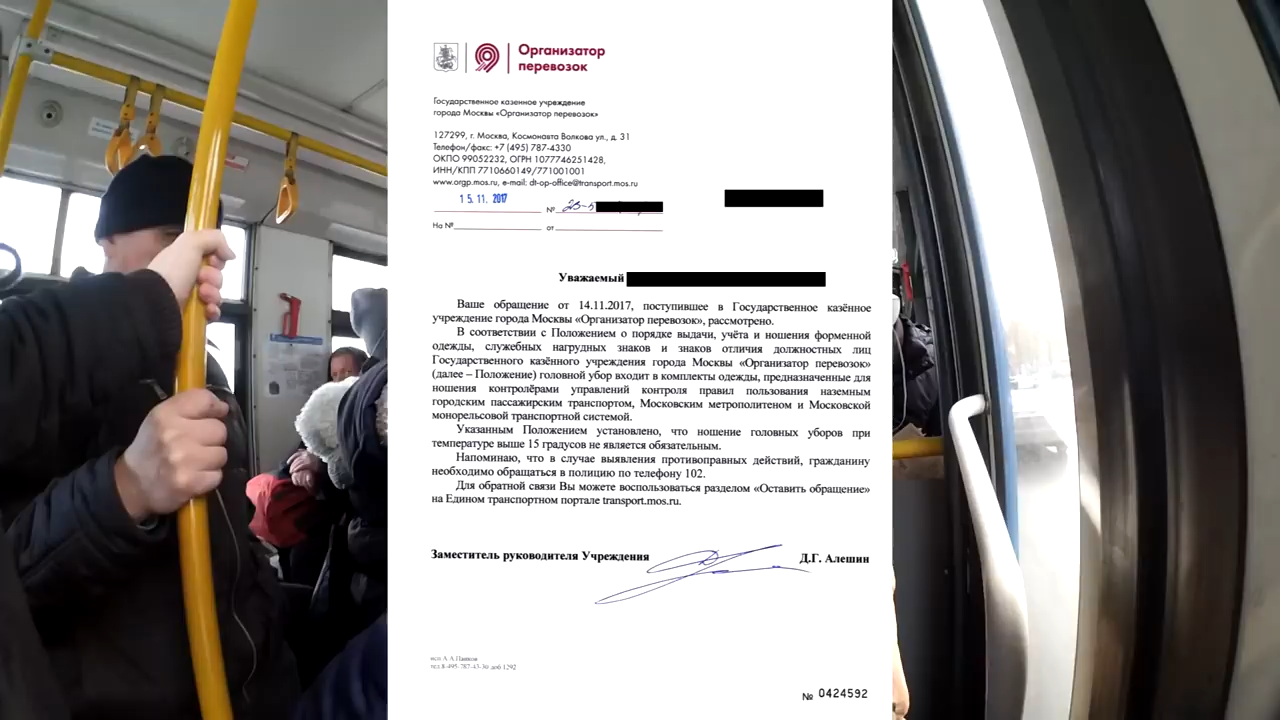 Организатор
перевозок
Государственное казенное учреждение
города Москвы «Организатор перевозок»
127299, г. Москва, Космонавта Волкова ул., д. 31
Телефон/факс: +7 (495) 787-4330
ОКПО 99052232, ОГРН 1077746251428,
ИНН/КПП 7710660149/771001001
www.orgp.mos.ru, e-mail: dt-op-office@transport.mos.ru
15.11.2017 №
На № от
Уважаемый
Ваше обращение от 14.11.2017, поступившее в Государственное казённое
учреждение города Москвы «Организатор перевозок», рассмотрено.
В соответствии с Положением о порядке выдачи, учёта и ношения форменной
одежды, служебных нагрудных знаков и знаков отличия должностных лиц
Государственного казённого учреждения города Москвы «Организатор перевозок»
(далее – Положение) головной убор входит в комплекты одежды, предназначенные для
ношения контролёрами управлений контроля правил пользования наземным
городским пассажирским транспортом, Московским метрополитеном и Московской
монорельсовой транспортной системой.
Указанным Положением установлено, что ношение головных уборов при
температуре выше 15 градусов не является обязательным.
Напоминаю, что в случае выявления противоправных действий, гражданину
необходимо обращаться в полицию по телефону 102.
Для обратной связи Вы можете воспользоваться разделом «Оставить обращение»
на Едином транспортном портале transport.mos.ru.
Заместитель руководителя Учреждения Д.Г. Алешин
тел.8-495-787-43-30 доб.1292
№ 0424592